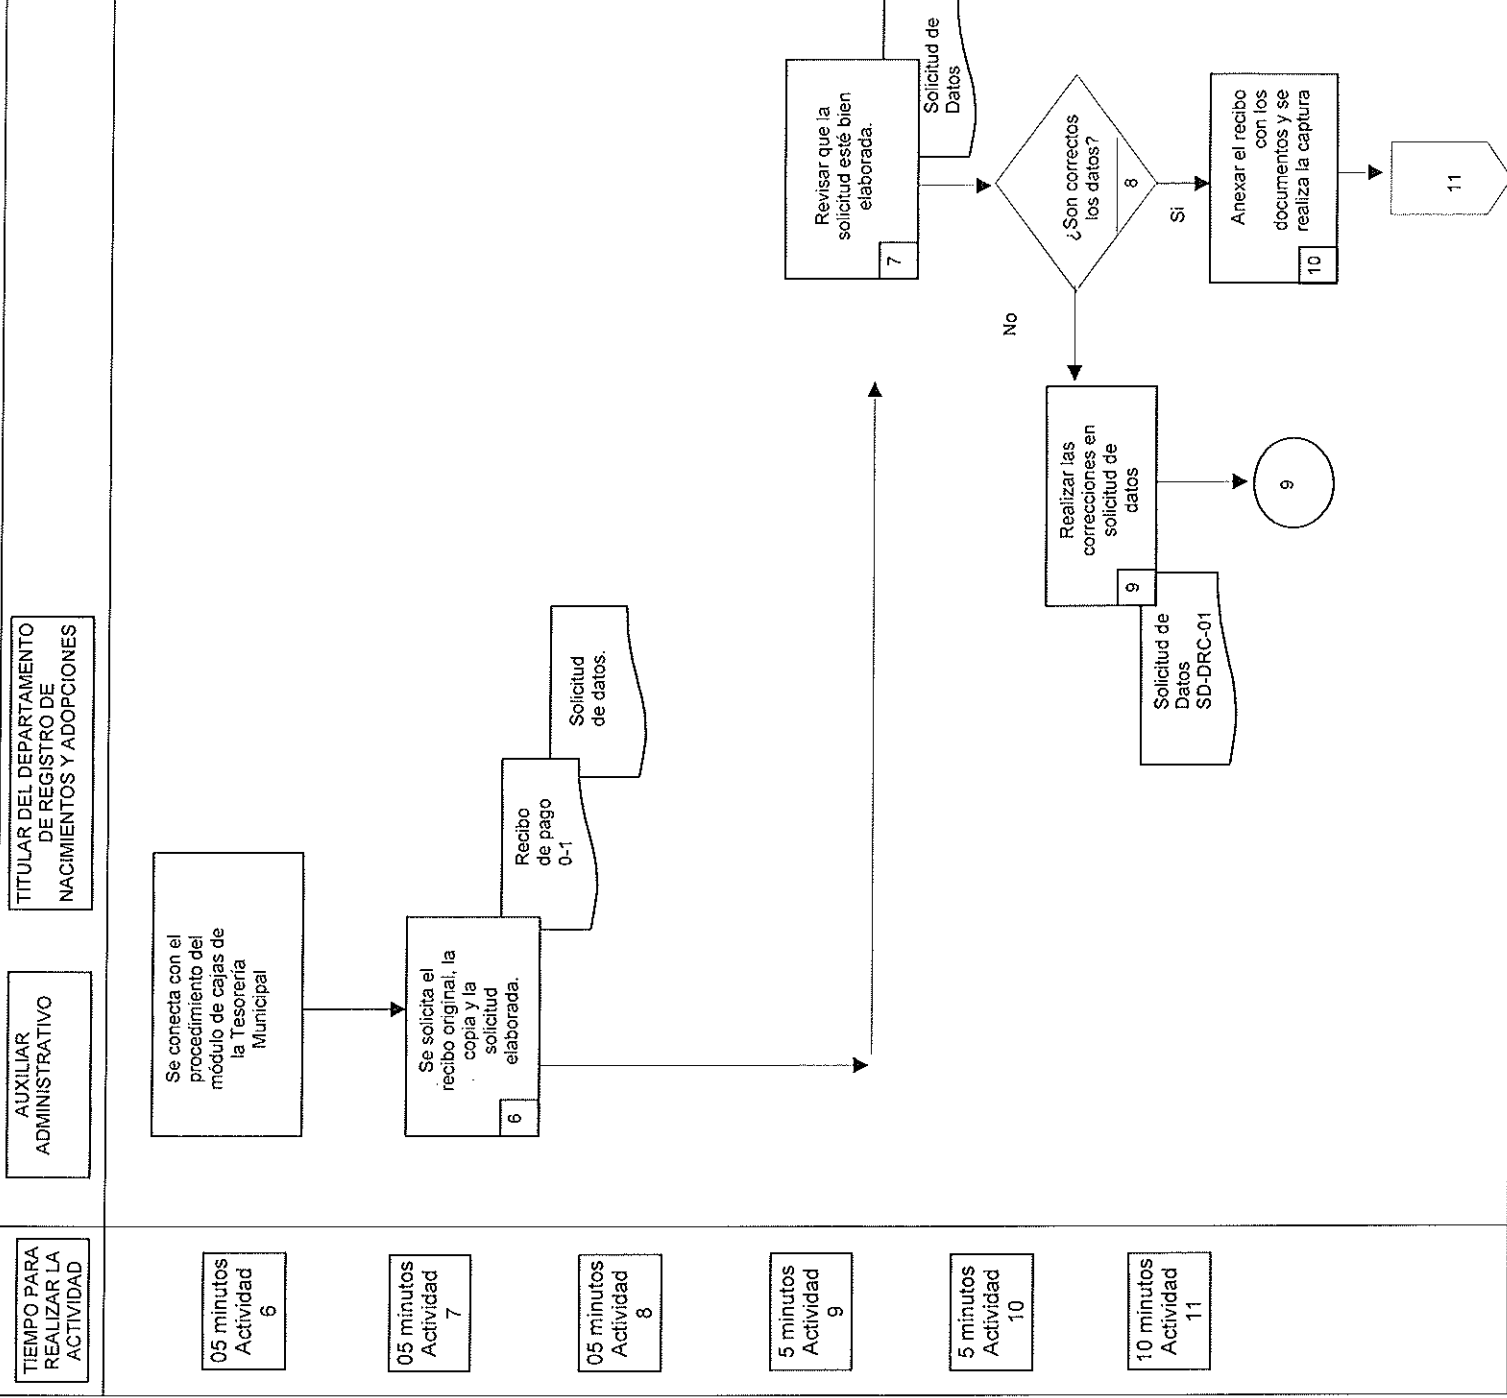 TIEMPO PARA
REALIZAR LA
ACTIVIDAD
AUXILIAR
ADMINISTRATIVO
TITULAR DEL DEPARTAMENTO
DE REGISTRO DE
NACIMIENTOS Y ADOPCIONES
05 minutos
Actividad
6
05 minutos
Actividad
7
05 minutos
Actividad
8
5 minutos
Actividad
9
5 minutos
Actividad
10
10 minutos
Actividad
11
Se conecta con el
procedimiento del
módulo de cajas de
la Tesorería
Municipal
Se solicita el
recibo original, la
copia y la
solicitud
elaborada.
6
Recibo
de pago
0-1
Solicitud
de datos.
Revisar que la
solicitud esté bien
elaborada.
7
Solicitud de
Datos
¿Son correctos
los datos?
8
No
Si
Realizar las
correcciones en
solicitud de
datos
9
Solicitud de
Datos
SD-DRC-01
9
Anexar el recibo
con los
documentos y se
realiza la captura
10
11